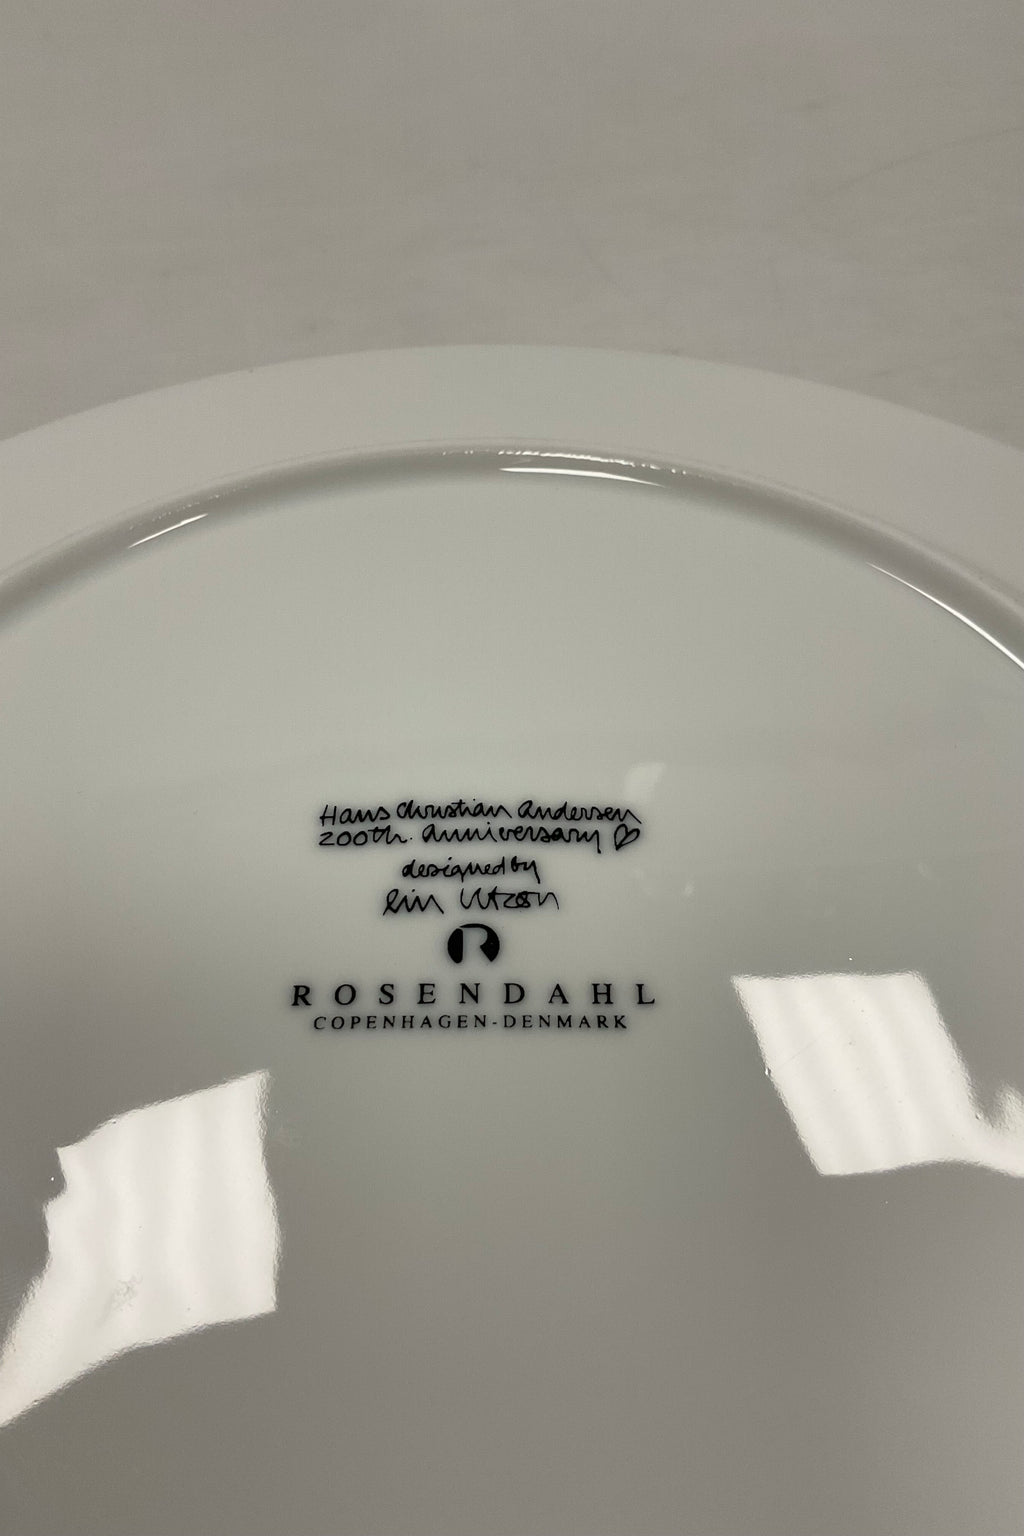 Hans Christian Andersen
200th. Anniversary ♡
designed by
Lin Utzon
R
ROSENDAHL
COPENHAGEN-DENMARK